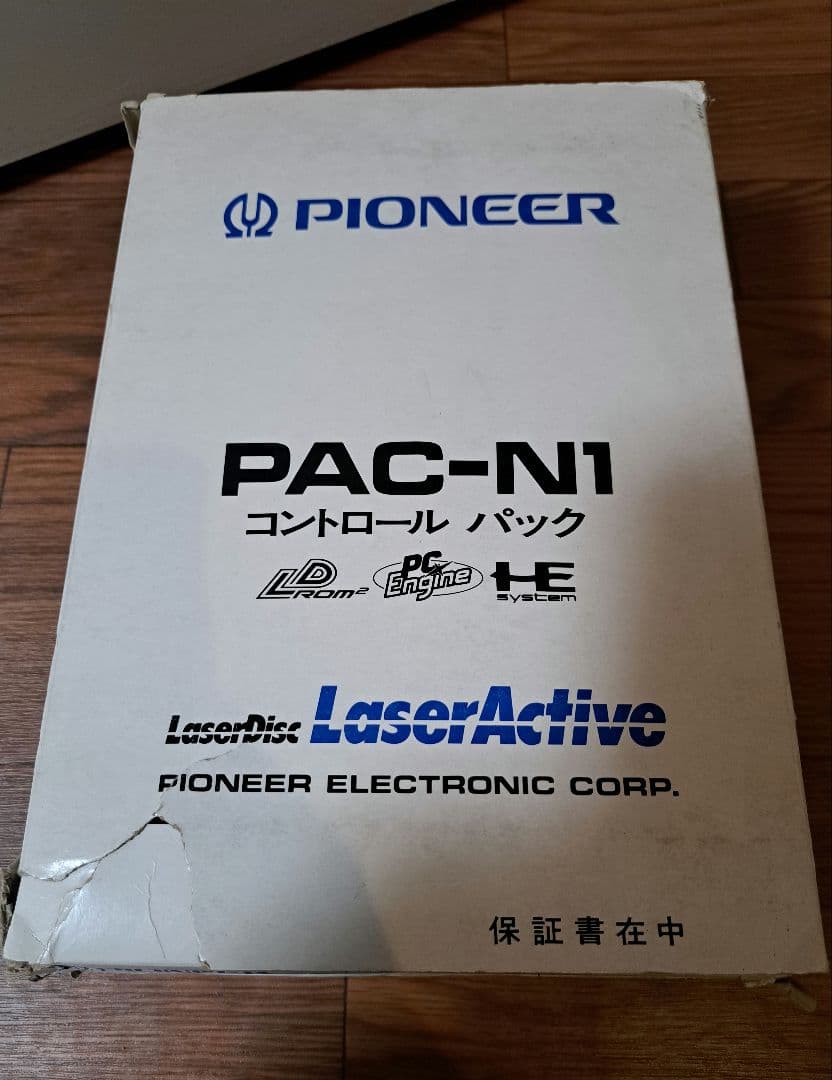 PIONEER
PAC-N1
コントロール パック
LD ROM² PC Engine HE system
LaserDisc LaserActive
PIONEER ELECTRONIC CORP.
保証書在中